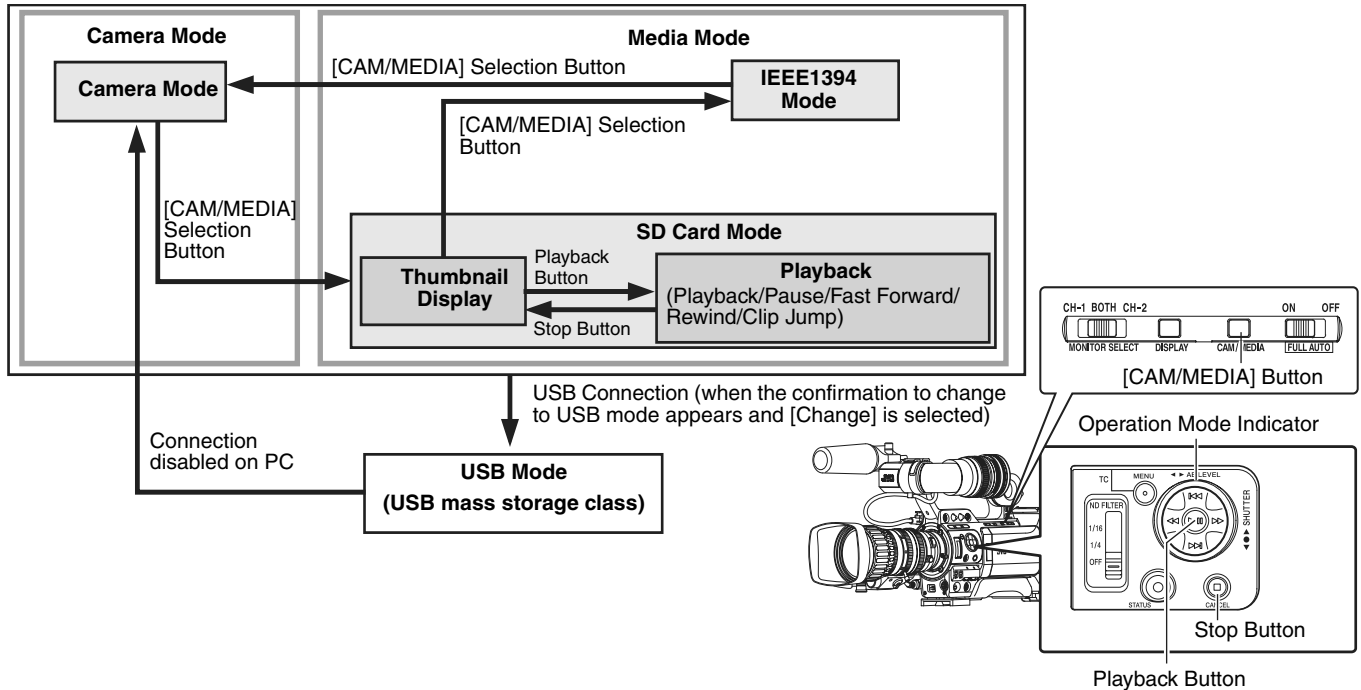 Camera Mode
Media Mode
Camera Mode
[CAM/MEDIA] Selection Button
IEEE1394
Mode
[CAM/MEDIA] Selection
Button
[CAM/MEDIA]
Selection
Button
SD Card Mode
Thumbnail
Display
Playback
Button
Stop Button
Playback
(Playback/Pause/Fast Forward/
Rewind/Clip Jump)
USB Connection (when the confirmation to change
to USB mode appears and [Change] is selected)
Connection
disabled on PC
USB Mode
(USB mass storage class)
CH-1 BOTH CH-2
ON OFF
MONITOR SELECT DISPLAY CAM/MEDIA FULL AUTO
[CAM/MEDIA] Button
Operation Mode Indicator
TC
MENU
AE LEVEL
ND FILTER
1/16
1/4
OFF
SHUTTER
STATUS
CANCEL
Stop Button
Playback Button